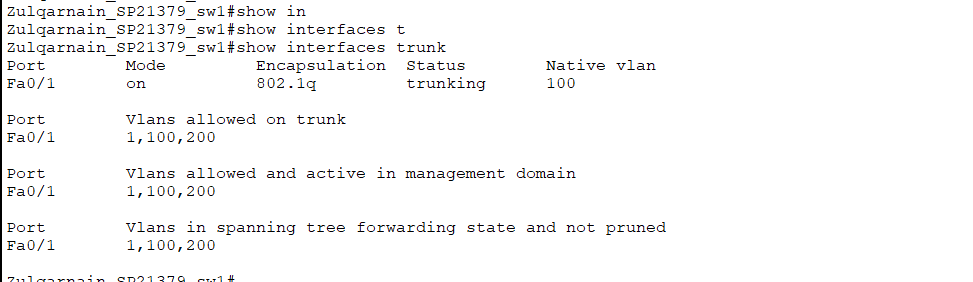 Zulqarnain_SP21379_sw1#show in
Zulqarnain_SP21379_sw1#show interfaces t
Zulqarnain_SP21379_sw1#show interfaces trunk
Port Mode Encapsulation Status Native vlan
Fa0/1 on 802.1q trunking 100
Port Vlans allowed on trunk
Fa0/1 1,100,200
Port Vlans allowed and active in management domain
Fa0/1 1,100,200
Port Vlans in spanning tree forwarding state and not pruned
Fa0/1 1,100,200
Zulqarnain_SP21379_sw1#